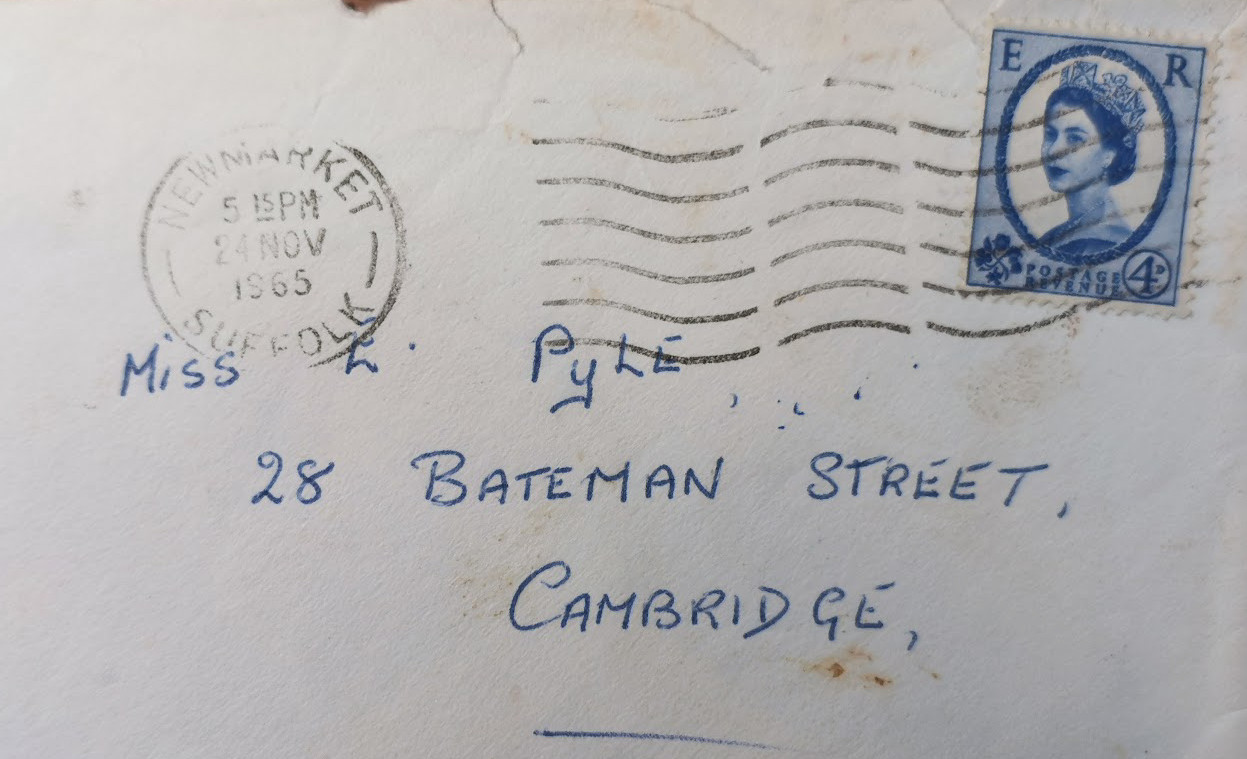 E R
NEWMARKET
5 15 PM
24 NOV
1965
SUFFOLK
POSTAGE
REVENUE
4D
Miss E. PyLE,
28 BATEMAN STREET,
CAMBRIDGE,